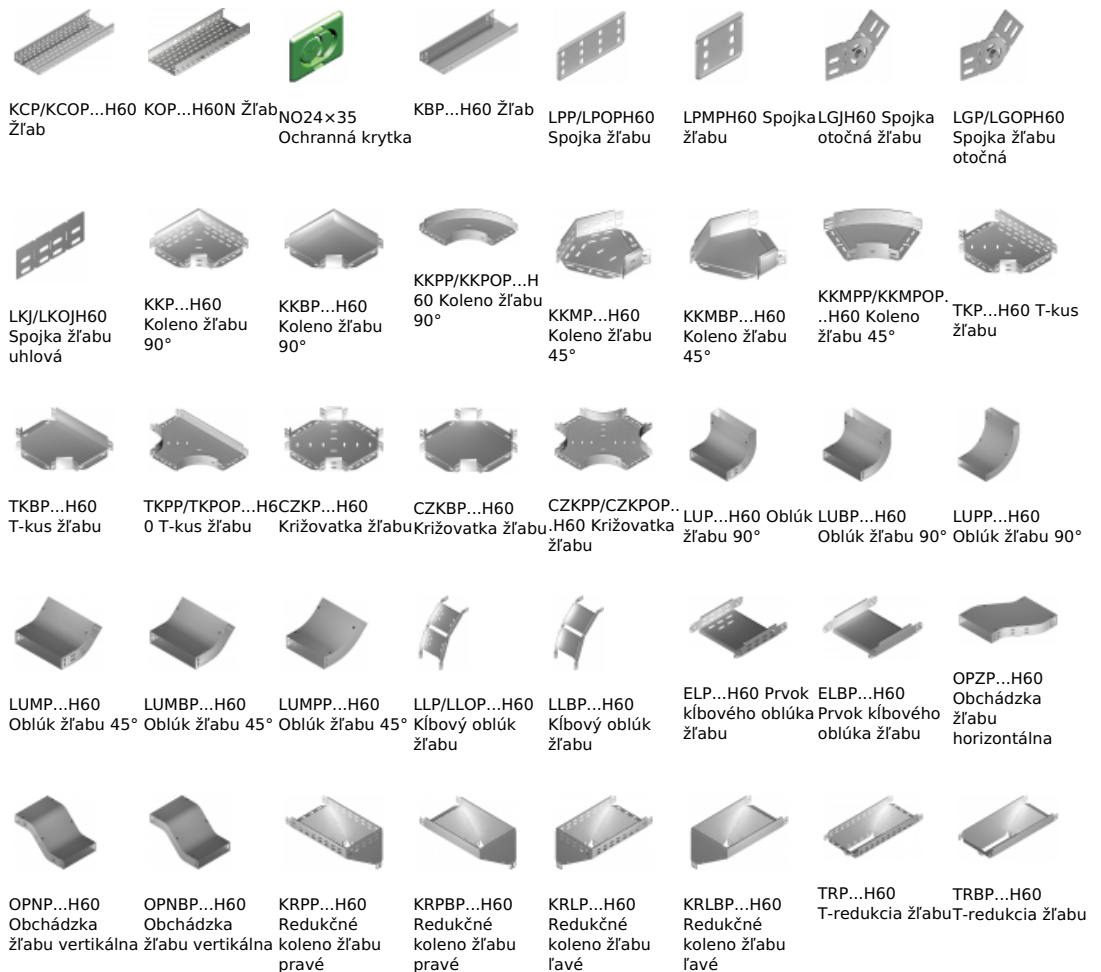 KCP/KCOP...H60
Žľab
KOP...H60N Žľab
NO24×35
Ochranná krytka
KBP...H60 Žľab
LPP/LPOPH60
Spojka žľabu
LPMPH60 Spojka
žľabu
LGJH60 Spojka
otočná žľabu
LGP/LGOPH60
Spojka žľabu
otočná
LKJ/LKOJH60
Spojka žľabu
uhlová
KKP...H60
Koleno žľabu
90°
KKBP...H60
Koleno žľabu
90°
KKPP/KKPOP...H
60 Koleno žľabu
90°
KKMP...H60
Koleno žľabu
45°
KKMBP...H60
Koleno žľabu
45°
KKMPP/KKMPOP.
..H60 Koleno
žľabu 45°
TKP...H60 T-kus
žľabu
TKBP...H60
T-kus žľabu
TKPP/TKPOP...H6
0 T-kus žľabu
CZKP...H60
Križovatka žľabu
CZKBP...H60
Križovatka žľabu
CZKPP/CZKPOP..
.H60 Križovatka
žľabu
LUP...H60 Oblúk
žľabu 90°
LUBP...H60
Oblúk žľabu 90°
LUPP...H60
Oblúk žľabu 90°
LUMP...H60
Oblúk žľabu 45°
LUMBP...H60
Oblúk žľabu 45°
LUMPP...H60
Oblúk žľabu 45°
LLP/LLOP...H60
Kĺbový oblúk
žľabu
LLBP...H60
Kĺbový oblúk
žľabu
ELP...H60 Prvok
kĺbového oblúka
žľabu
ELBP...H60
Prvok kĺbového
oblúka žľabu
OPZP...H60
Obchádzka
žľabu
horizontálna
OPNP...H60
Obchádzka
žľabu vertikálna
OPNBP...H60
Obchádzka
žľabu vertikálna
KRPP...H60
Redukčné
koleno žľabu
pravé
KRPBP...H60
Redukčné
koleno žľabu
pravé
KRLP...H60
Redukčné
koleno žľabu
ľavé
KRLBP...H60
Redukčné
koleno žľabu
ľavé
TRP...H60
T-redukcia žľabu
TRBP...H60
T-redukcia žľabu